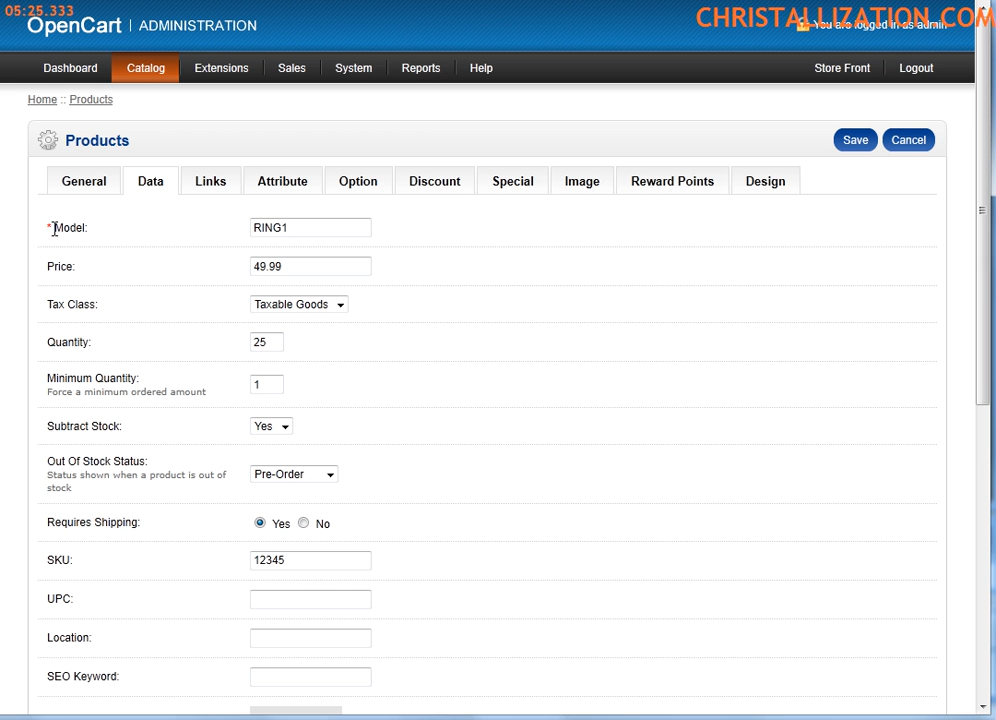 05:25.333
CHRISTALLIZATION.COM
OpenCart | ADMINISTRATION
You are logged in as admin
Dashboard Catalog Extensions Sales System Reports Help Store Front Logout
Home :: Products
Products Save Cancel
General Data Links Attribute Option Discount Special Image Reward Points Design
* Model: RING1
Price: 49.99
Tax Class: Taxable Goods
Quantity: 25
Minimum Quantity: 1
Force a minimum ordered amount
Subtract Stock: Yes
Out Of Stock Status:
Status shown when a product is out of
stock
Pre-Order
Requires Shipping: Yes No
SKU: 12345
UPC:
Location:
SEO Keyword: